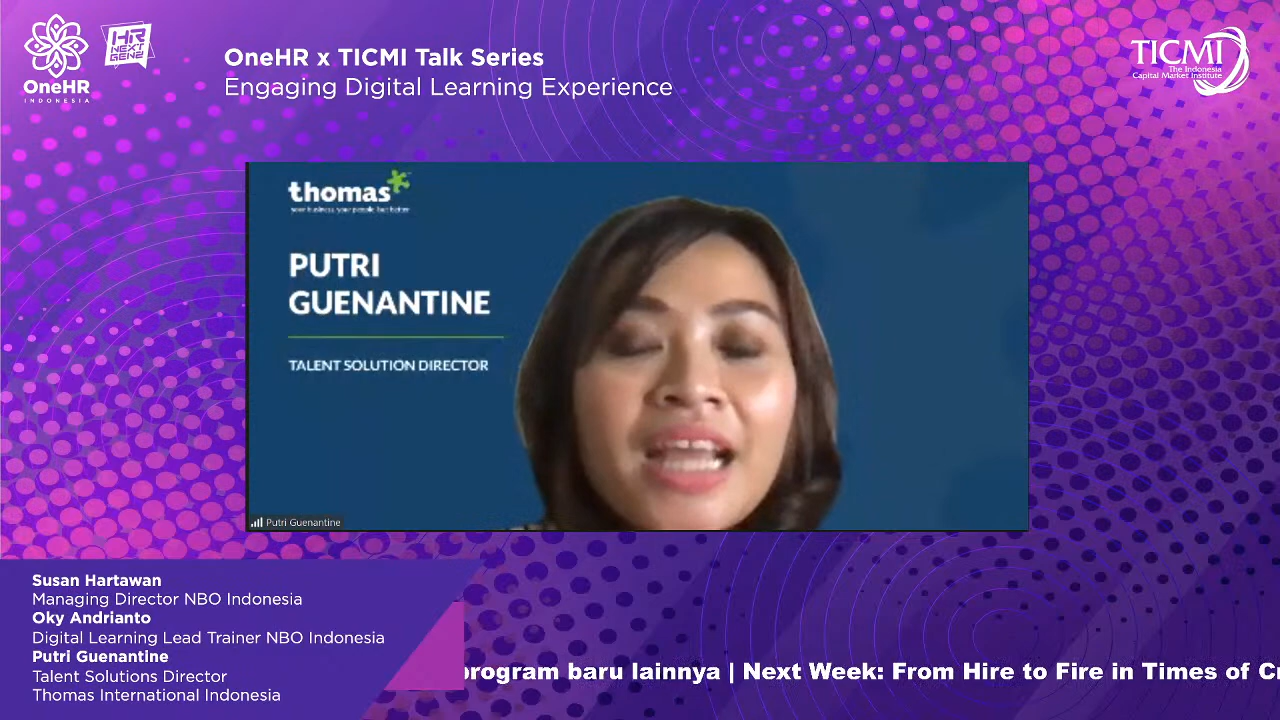 OneHR
INDONESIA
HR
NEXT
GEN
OneHR x TICMI Talk Series
Engaging Digital Learning Experience
TICMI
The Indonesia
Capital Market Institute
thomas
your business, your people, but better
PUTRI
GUENANTINE
TALENT SOLUTION DIRECTOR
Putri Guenantine
Susan Hartawan
Managing Director NBO Indonesia
Oky Andrianto
Digital Learning Lead Trainer NBO Indonesia
Putri Guenantine
Talent Solutions Director
Thomas International Indonesia
program baru lainnya | Next Week: From Hire to Fire in Times of